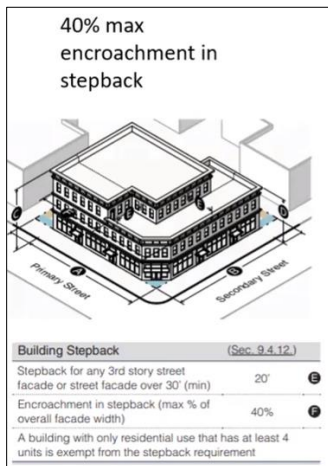 40% max
encroachment in
stepback
Primary Street
A
B
Secondary Street
Building Stepback (Sec. 9.4.12.)
Stepback for any 3rd story street
facade or street facade over 30' (min) 20' E
Encroachment in stepback (max % of
overall facade width) 40% F
A building with only residential use that has at least 4
units is exempt from the stepback requirement